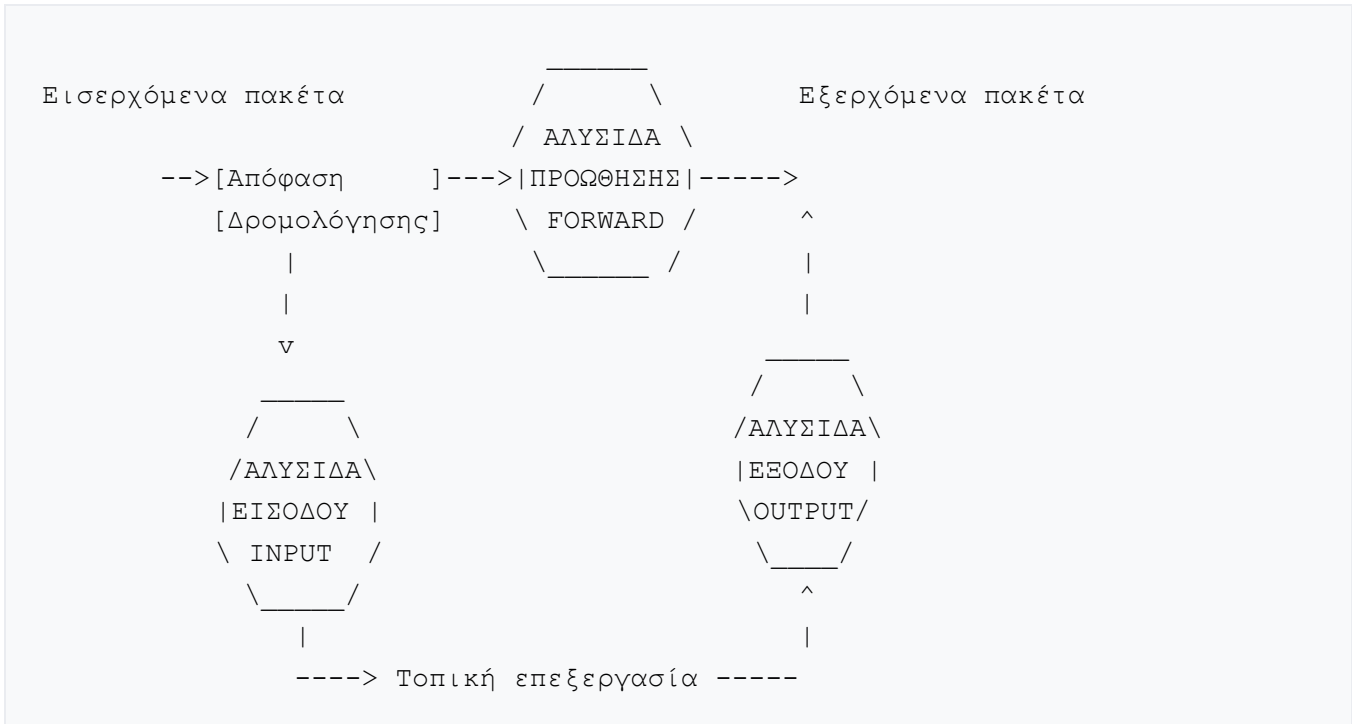 Εισερχόμενα πακέτα Εξερχόμενα πακέτα
ΑΛΥΣΙΔΑ
-->[Απόφαση ]--->|ΠΡΟΩΘΗΣΗΣ|----->
[Δρομολόγησης] \ FORWARD / ^
v
/ΑΛΥΣΙΔΑ\
/ΑΛΥΣΙΔΑ\ |ΕΞΟΔΟΥ |
|ΕΙΣΟΔΟΥ | \OUTPUT/
\ INPUT /
----> Τοπική επεξεργασία -----